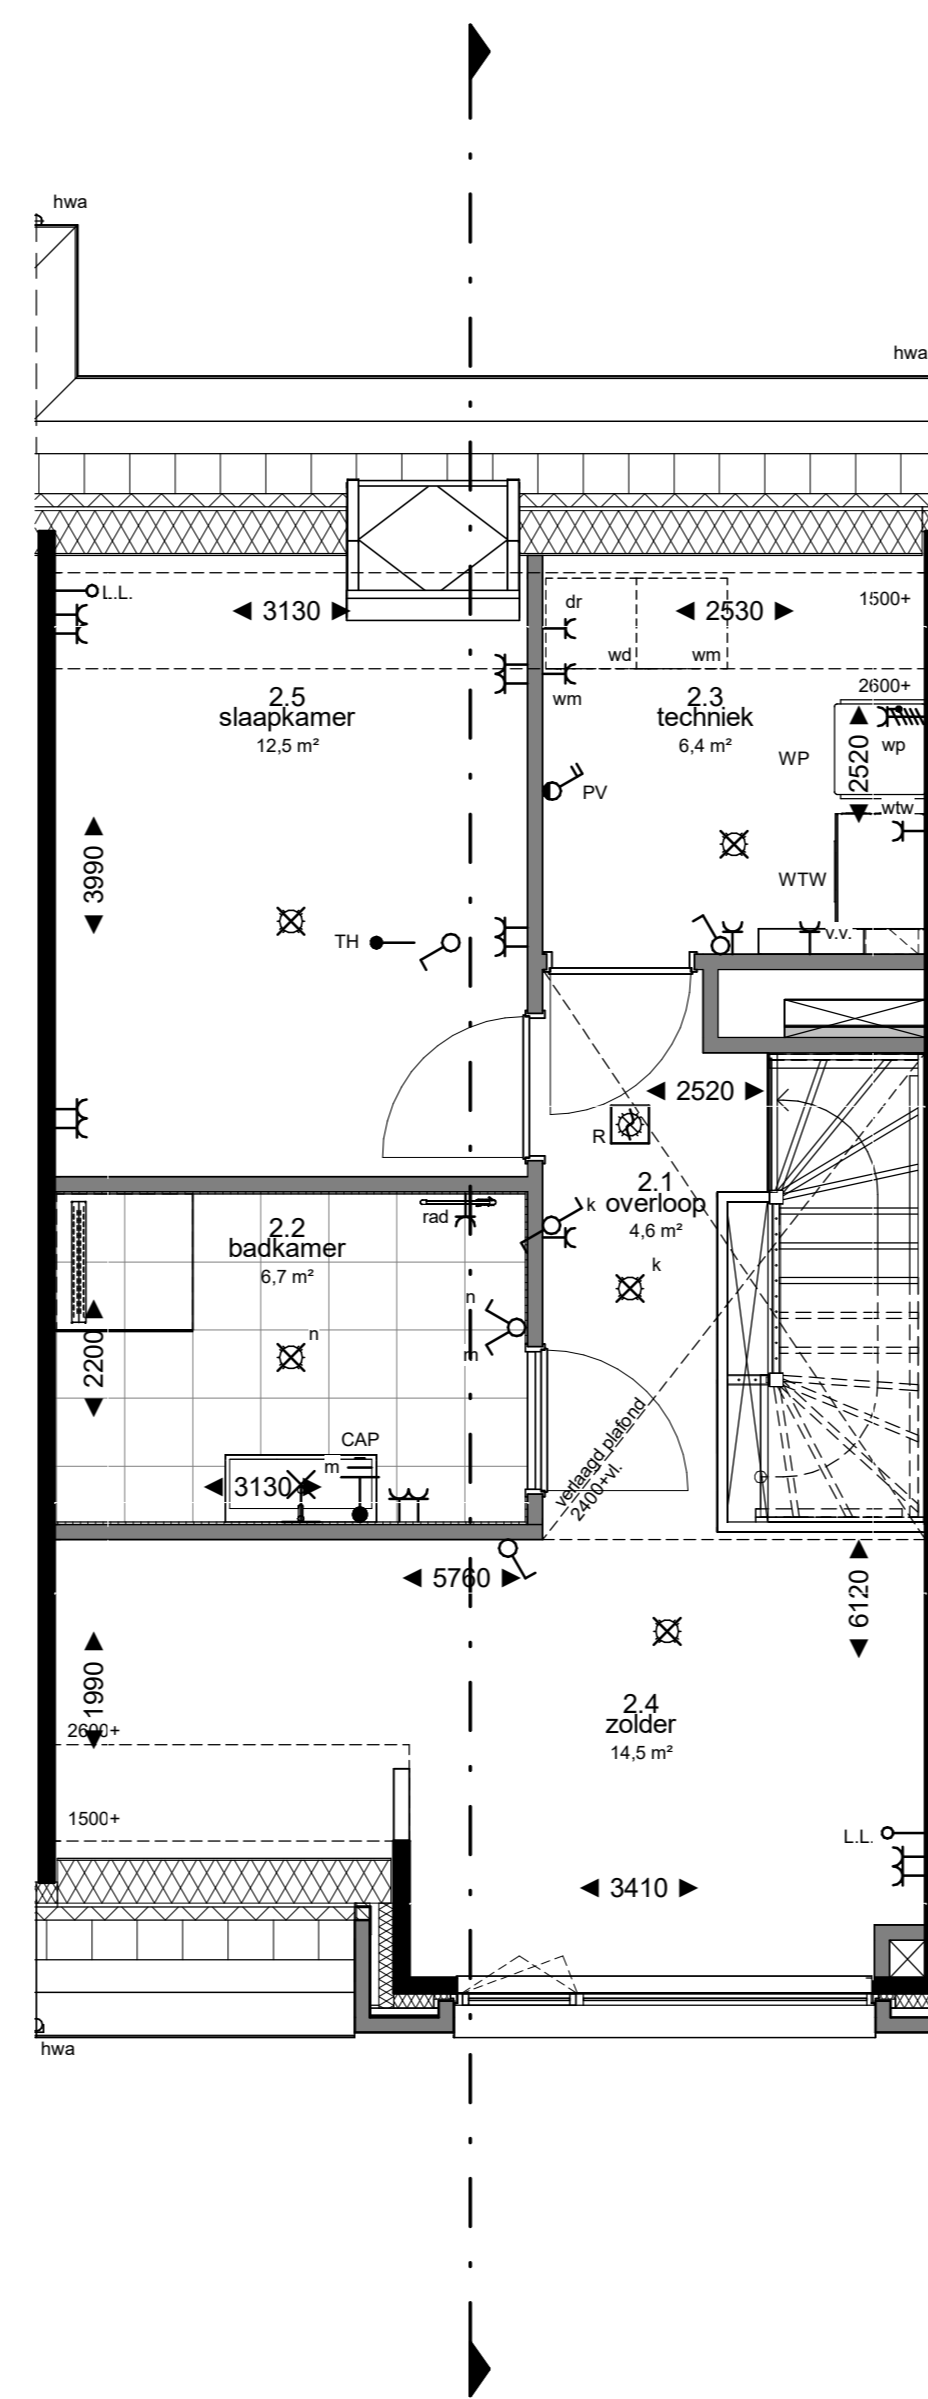 hwa
hwa
L.L.
3130
dr
2530
1500+
wd
wm
2600+
wm
2.5
slaapkamer
12,5 m²
2.3
techniek
6,4 m²
WP
2520
wp
PV
wtw
3990
WTW
TH
v.v.
2520
R
2.1
overloop
4,6 m²
k
rad
2.2
badkamer
6,7 m²
k
n
n
m
2200
CAP
m
3130
verlaagd plafond
2400+vl.
5760
6120
1990
2.4
zolder
14,5 m²
2600+
1500+
L.L.
3410
hwa